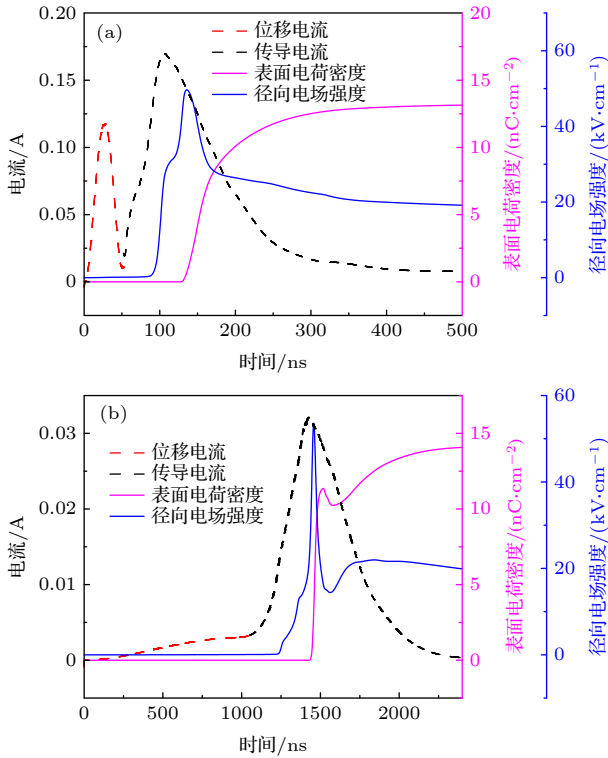 (a)
位移电流
传导电流
表面电荷密度
径向电场强度
0.20
0.15
0.10
0.05
0
电流/A
0
100
200
300
400
500
时间/ns
20
15
10
5
0
表面电荷密度/(nC·cm⁻²)
60
40
20
0
径向电场强度/(kV·cm⁻¹)
(b)
位移电流
传导电流
表面电荷密度
径向电场强度
0.03
0.02
0.01
0
电流/A
0
500
1000
1500
2000
时间/ns
15
10
5
0
表面电荷密度/(nC·cm⁻²)
60
40
20
0
径向电场强度/(kV·cm⁻¹)